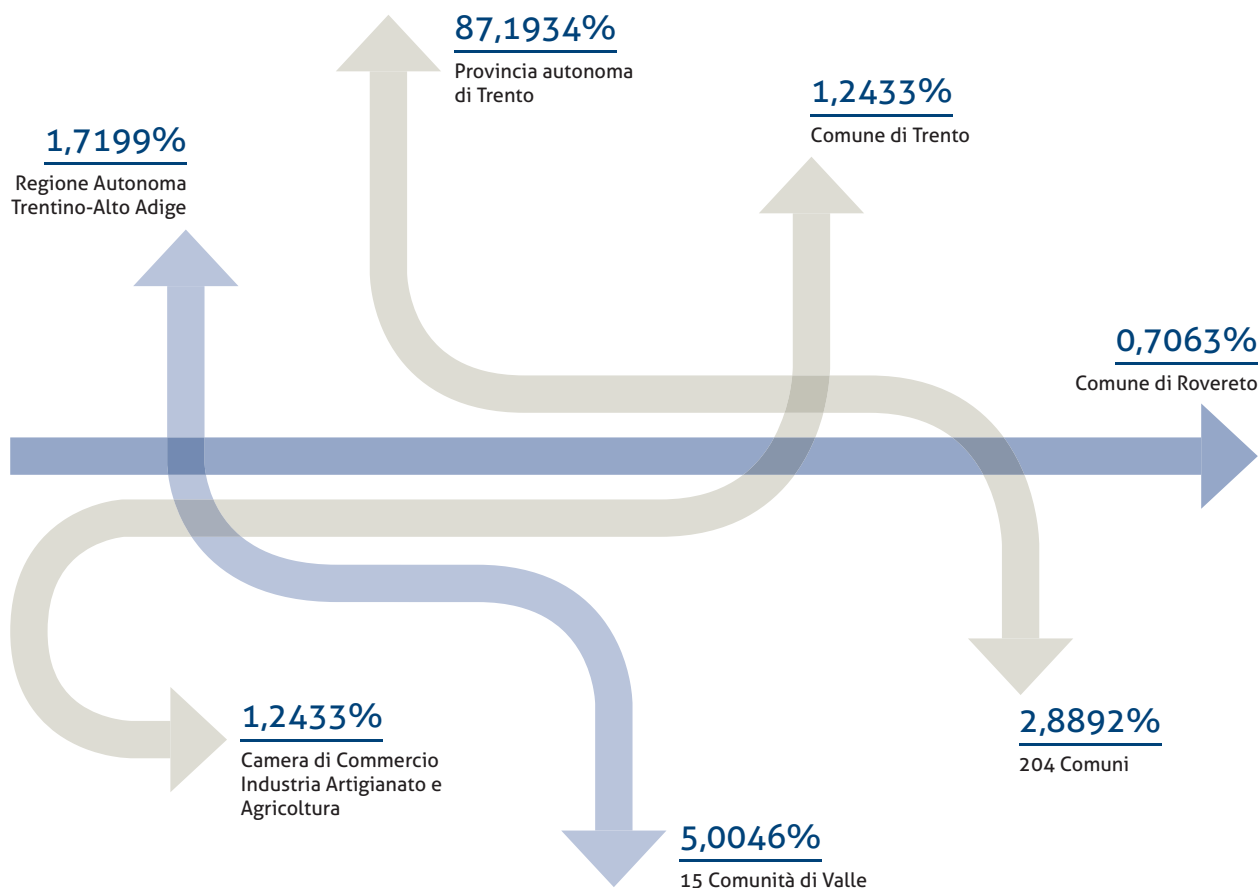 87,1934%
Provincia autonoma
di Trento
1,2433%
Comune di Trento
1,7199%
Regione Autonoma
Trentino-Alto Adige
0,7063%
Comune di Rovereto
1,2433%
Camera di Commercio
Industria Artigianato e
Agricoltura
2,8892%
204 Comuni
5,0046%
15 Comunità di Valle